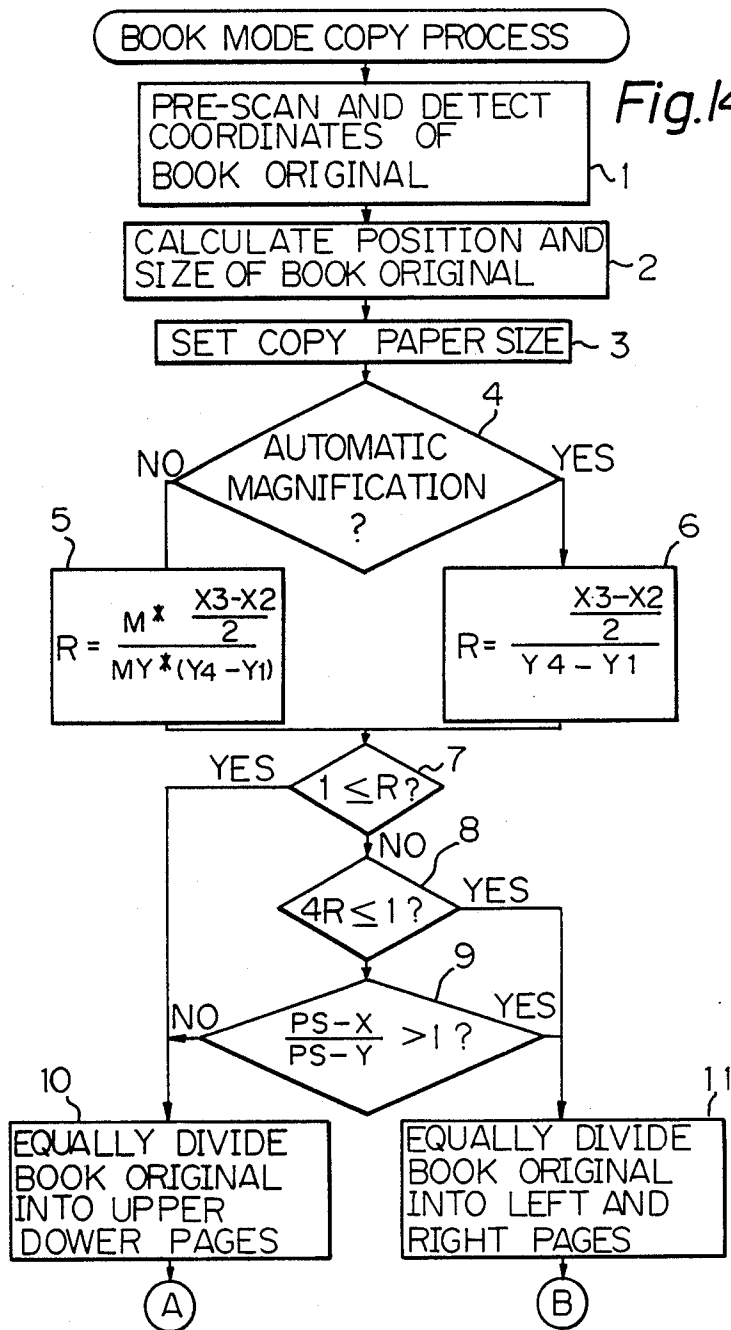 BOOK MODE COPY PROCESS
Fig.14
PRE-SCAN AND DETECT
COORDINATES OF
BOOK ORIGINAL
1
CALCULATE POSITION AND
SIZE OF BOOK ORIGINAL
2
SET COPY PAPER SIZE
3
4
NO
AUTOMATIC
MAGNIFICATION
?
YES
5
R = M* X3-X2
2
MY*(Y4-Y1)
6
R = X3-X2
2
Y4-Y1
YES
1 ≤ R ?
7
NO
8
4R ≤ 1 ?
YES
9
NO
PS-X
PS-Y > 1 ?
YES
10
EQUALLY DIVIDE
BOOK ORIGINAL
INTO UPPER
DOWER PAGES
11
EQUALLY DIVIDE
BOOK ORIGINAL
INTO LEFT AND
RIGHT PAGES
A
B